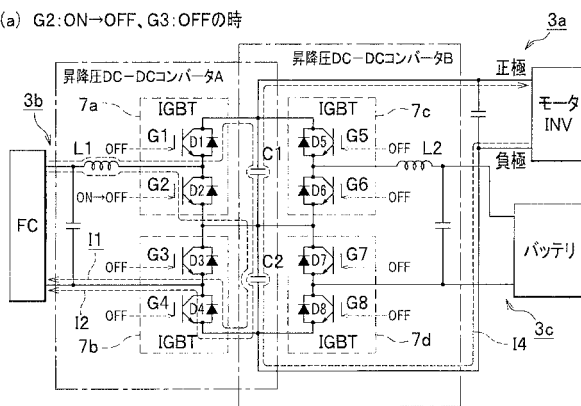 (a) G2:ON→OFF、G3:OFFの時
3a
昇降圧DC−DCコンバータA
昇降圧DC−DCコンバータB
正極
モータ
INV
負極
3b
7a
IGBT
IGBT
7c
L1
OFF
G1
D1
C1
D5
G5
OFF
L2
ON→OFF
G2
D2
D6
G6
OFF
FC
バッテリ
I1
OFF
G3
D3
C2
D7
G7
OFF
I2
OFF
G4
D4
D8
G8
OFF
7b
IGBT
IGBT
7d
I4
3c